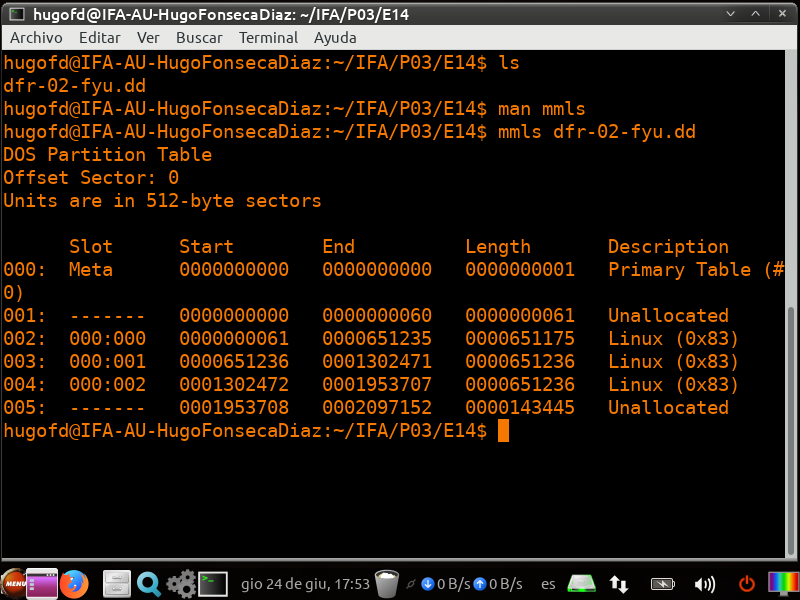 hugofd@IFA-AU-HugoFonsecaDiaz: ~/IFA/P03/E14
Archivo Editar Ver Buscar Terminal Ayuda
hugofd@IFA-AU-HugoFonsecaDiaz:~/IFA/P03/E14$ ls
dfr-02-fyu.dd
hugofd@IFA-AU-HugoFonsecaDiaz:~/IFA/P03/E14$ man mmls
hugofd@IFA-AU-HugoFonsecaDiaz:~/IFA/P03/E14$ mmls dfr-02-fyu.dd
DOS Partition Table
Offset Sector: 0
Units are in 512-byte sectors
Slot Start End Length Description
000: Meta 0000000000 0000000000 0000000001 Primary Table (#
0)
001: ------- 0000000000 0000000060 0000000061 Unallocated
002: 000:000 0000000061 0000651235 0000651175 Linux (0x83)
003: 000:001 0000651236 0001302471 0000651236 Linux (0x83)
004: 000:002 0001302472 0001953707 0000651236 Linux (0x83)
005: ------- 0001953708 0002097152 0000143445 Unallocated
hugofd@IFA-AU-HugoFonsecaDiaz:~/IFA/P03/E14$
MENU gio 24 de giu, 17:53 0 B/s 0 B/s es